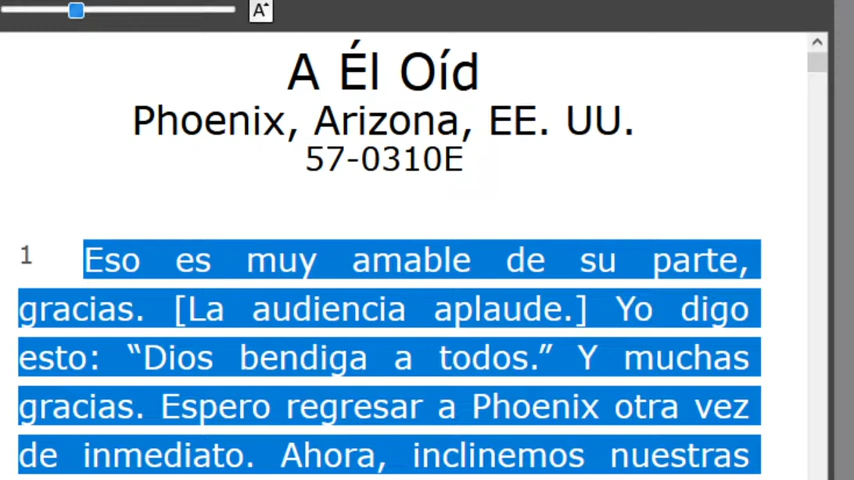 A
A Él Oíd
Phoenix, Arizona, EE. UU.
57-0310E
1 Eso es muy amable de su parte,
gracias. [La audiencia aplaude.] Yo digo
esto: “Dios bendiga a todos.” Y muchas
gracias. Espero regresar a Phoenix otra vez
de inmediato. Ahora, inclinemos nuestras